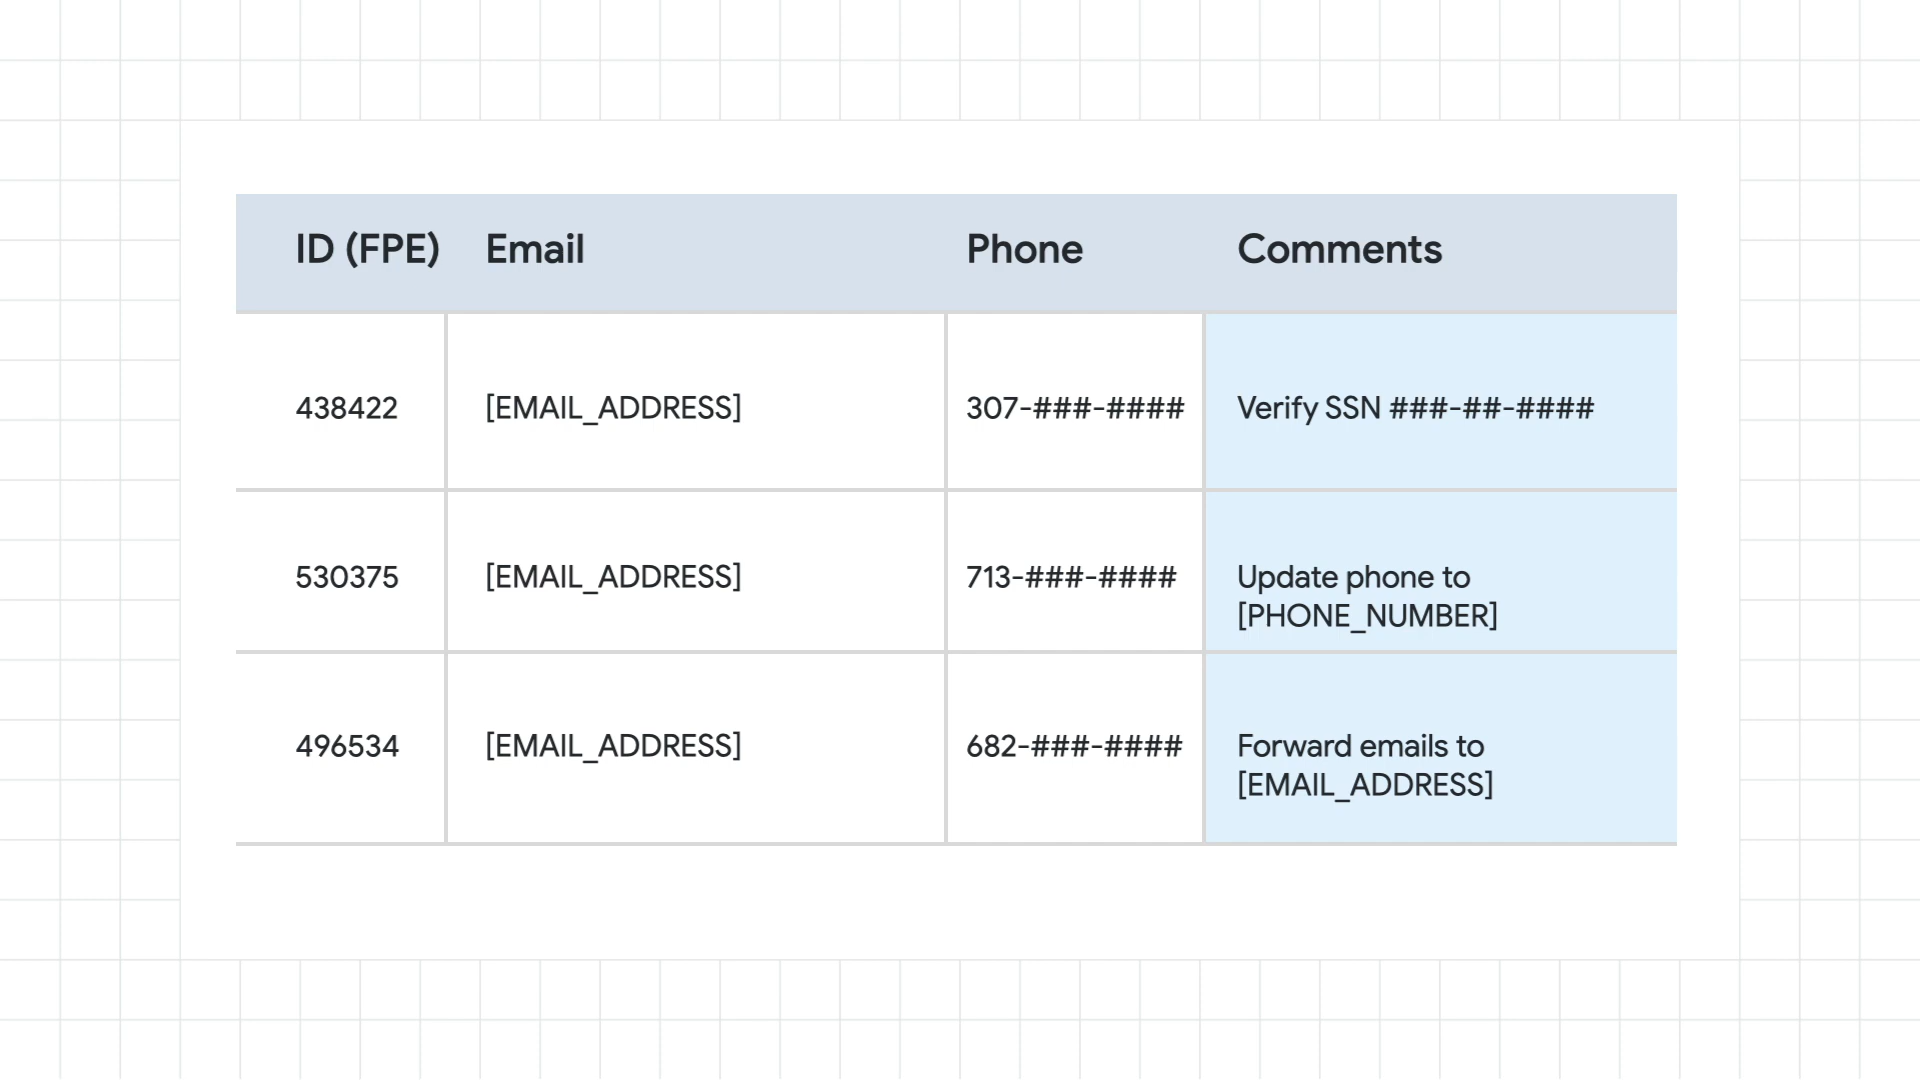 ID (FPE) Email Phone Comments
438422 [EMAIL_ADDRESS] 307-###-#### Verify SSN ###-##-####
530375 [EMAIL_ADDRESS] 713-###-#### Update phone to
[PHONE_NUMBER]
496534 [EMAIL_ADDRESS] 682-###-#### Forward emails to
[EMAIL_ADDRESS]